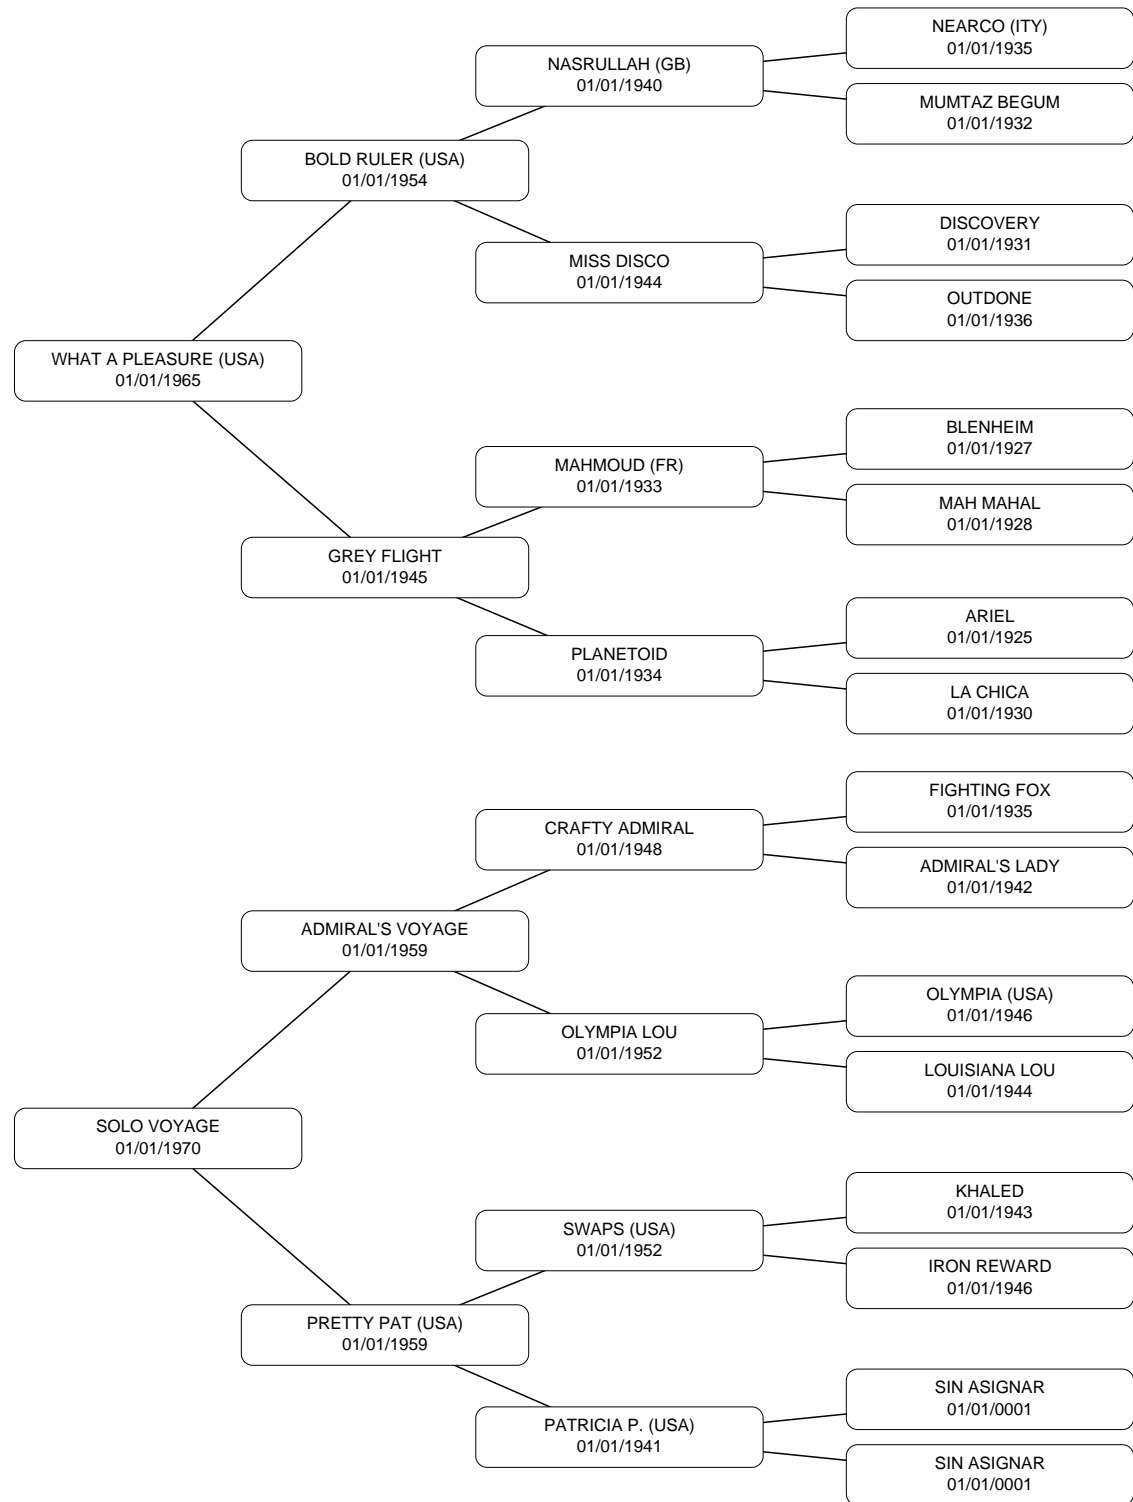 NEARCO (ITY)
01/01/1935
NASRULLAH (GB)
01/01/1940
MUMTAZ BEGUM
01/01/1932
BOLD RULER (USA)
01/01/1954
DISCOVERY
01/01/1931
MISS DISCO
01/01/1944
OUTDONE
01/01/1936
WHAT A PLEASURE (USA)
01/01/1965
BLENHEIM
01/01/1927
MAHMOUD (FR)
01/01/1933
MAH MAHAL
01/01/1928
GREY FLIGHT
01/01/1945
ARIEL
01/01/1925
PLANETOID
01/01/1934
LA CHICA
01/01/1930
FIGHTING FOX
01/01/1935
CRAFTY ADMIRAL
01/01/1948
ADMIRAL'S LADY
01/01/1942
ADMIRAL'S VOYAGE
01/01/1959
OLYMPIA (USA)
01/01/1946
OLYMPIA LOU
01/01/1952
LOUISIANA LOU
01/01/1944
SOLO VOYAGE
01/01/1970
KHALED
01/01/1943
SWAPS (USA)
01/01/1952
IRON REWARD
01/01/1946
PRETTY PAT (USA)
01/01/1959
SIN ASIGNAR
01/01/0001
PATRICIA P. (USA)
01/01/1941
SIN ASIGNAR
01/01/0001